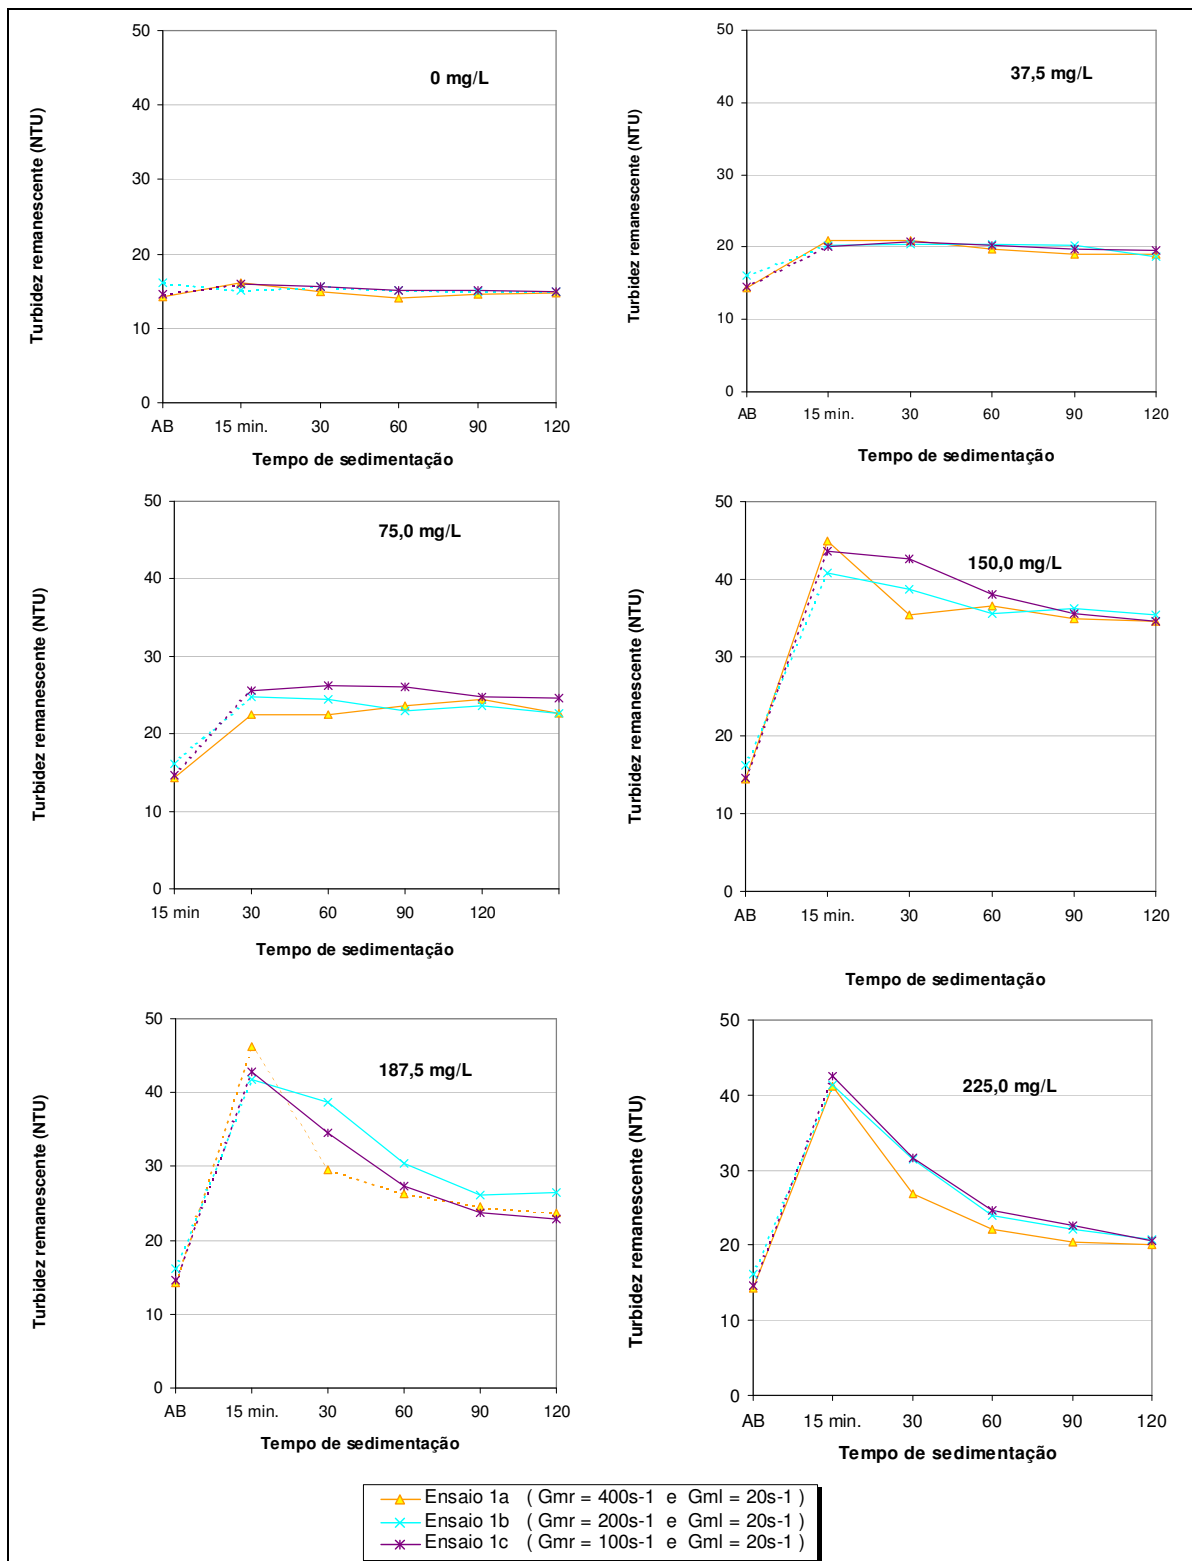 0 mg/L
Turbidez remanescente (NTU)
50
40
30
20
10
0
AB 15 min. 30 60 90 120
Tempo de sedimentação
37,5 mg/L
Turbidez remanescente (NTU)
50
40
30
20
10
0
AB 15 min. 30 60 90 120
Tempo de sedimentação
75,0 mg/L
Turbidez remanescente (NTU)
50
40
30
20
10
0
15 min 30 60 90 120
Tempo de sedimentação
150,0 mg/L
Turbidez remanescente (NTU)
50
40
30
20
10
0
AB 15 min. 30 60 90 120
Tempo de sedimentação
187,5 mg/L
Turbidez remanescente (NTU)
50
40
30
20
10
0
AB 15 min. 30 60 90 120
Tempo de sedimentação
225,0 mg/L
Turbidez remanescente (NTU)
50
40
30
20
10
0
AB 15 min. 30 60 90 120
Tempo de sedimentação
Ensaio 1a ( Gmr = 400s-1 e Gml = 20s-1 )
Ensaio 1b ( Gmr = 200s-1 e Gml = 20s-1 )
Ensaio 1c ( Gmr = 100s-1 e Gml = 20s-1 )